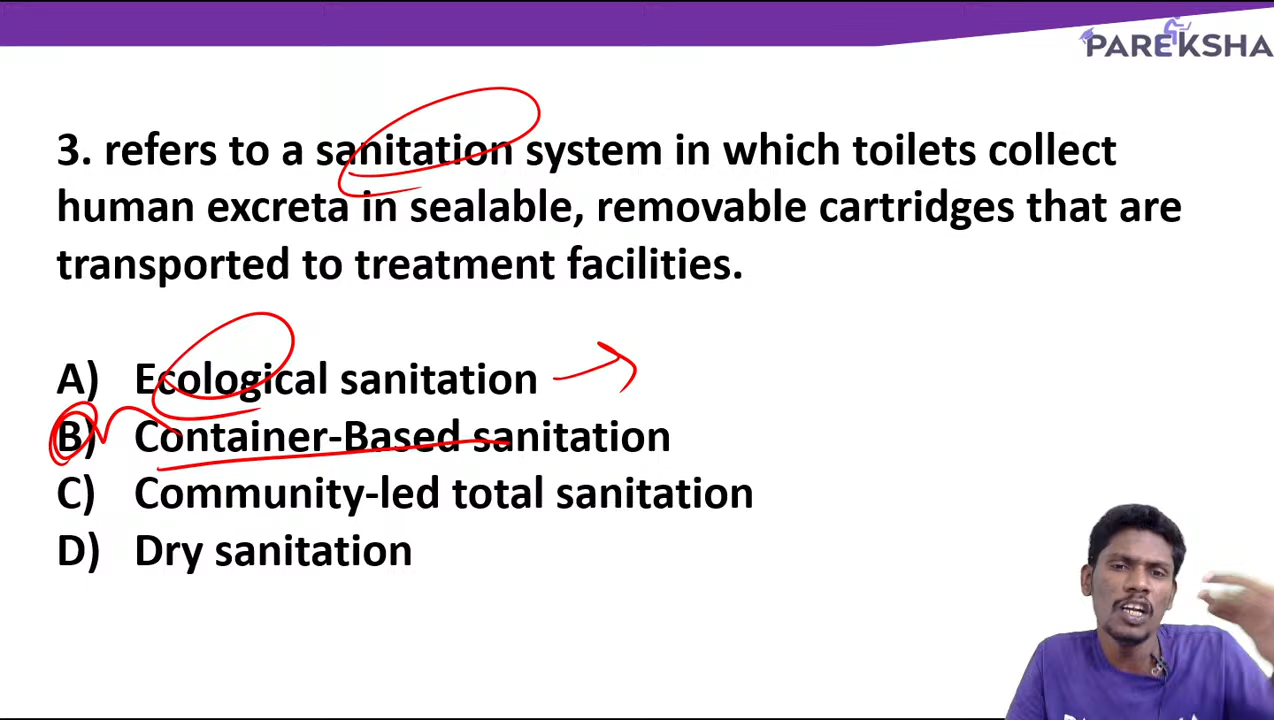 PAREKSHA
3. refers to a sanitation system in which toilets collect
human excreta in sealable, removable cartridges that are
transported to treatment facilities.
A) Ecological sanitation
B) Container-Based sanitation
C) Community-led total sanitation
D) Dry sanitation